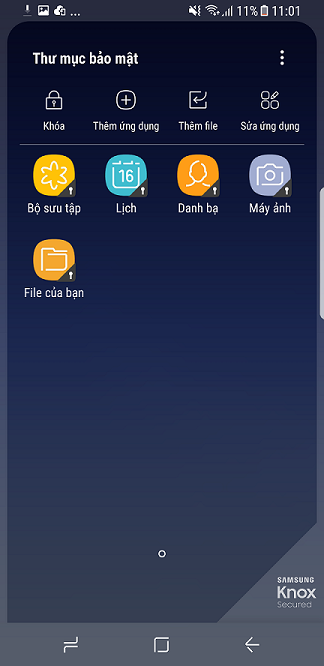 11% 11:01
Thư mục bảo mật
Khóa Thêm ứng dụng Thêm file Sửa ứng dụng
16
Bộ sưu tập Lịch Danh bạ Máy ảnh
File của bạn
SAMSUNG
Knox
Secured